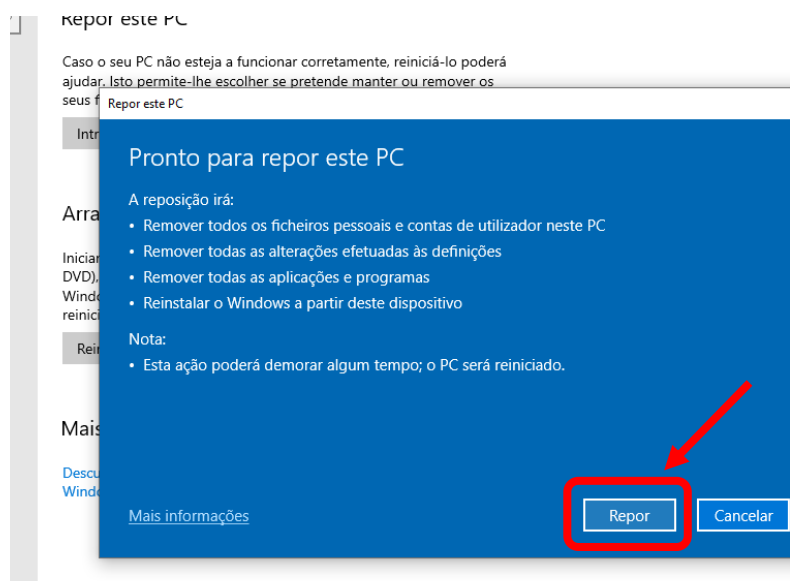 Repor este PC
Caso o seu PC não esteja a funcionar corretamente, reiniciá-lo poderá
ajudar. Isto permite-lhe escolher se pretende manter ou remover os
seus f
Repor este PC
Intr
Pronto para repor este PC
A reposição irá:
• Remover todos os ficheiros pessoais e contas de utilizador neste PC
Arra
• Remover todas as alterações efetuadas às definições
Iniciar
• Remover todas as aplicações e programas
DVD),
Windo
• Reinstalar o Windows a partir deste dispositivo
reinici
Nota:
Rei
• Esta ação poderá demorar algum tempo; o PC será reiniciado.
Mais
Descu
Windo
Mais informações
Repor
Cancelar